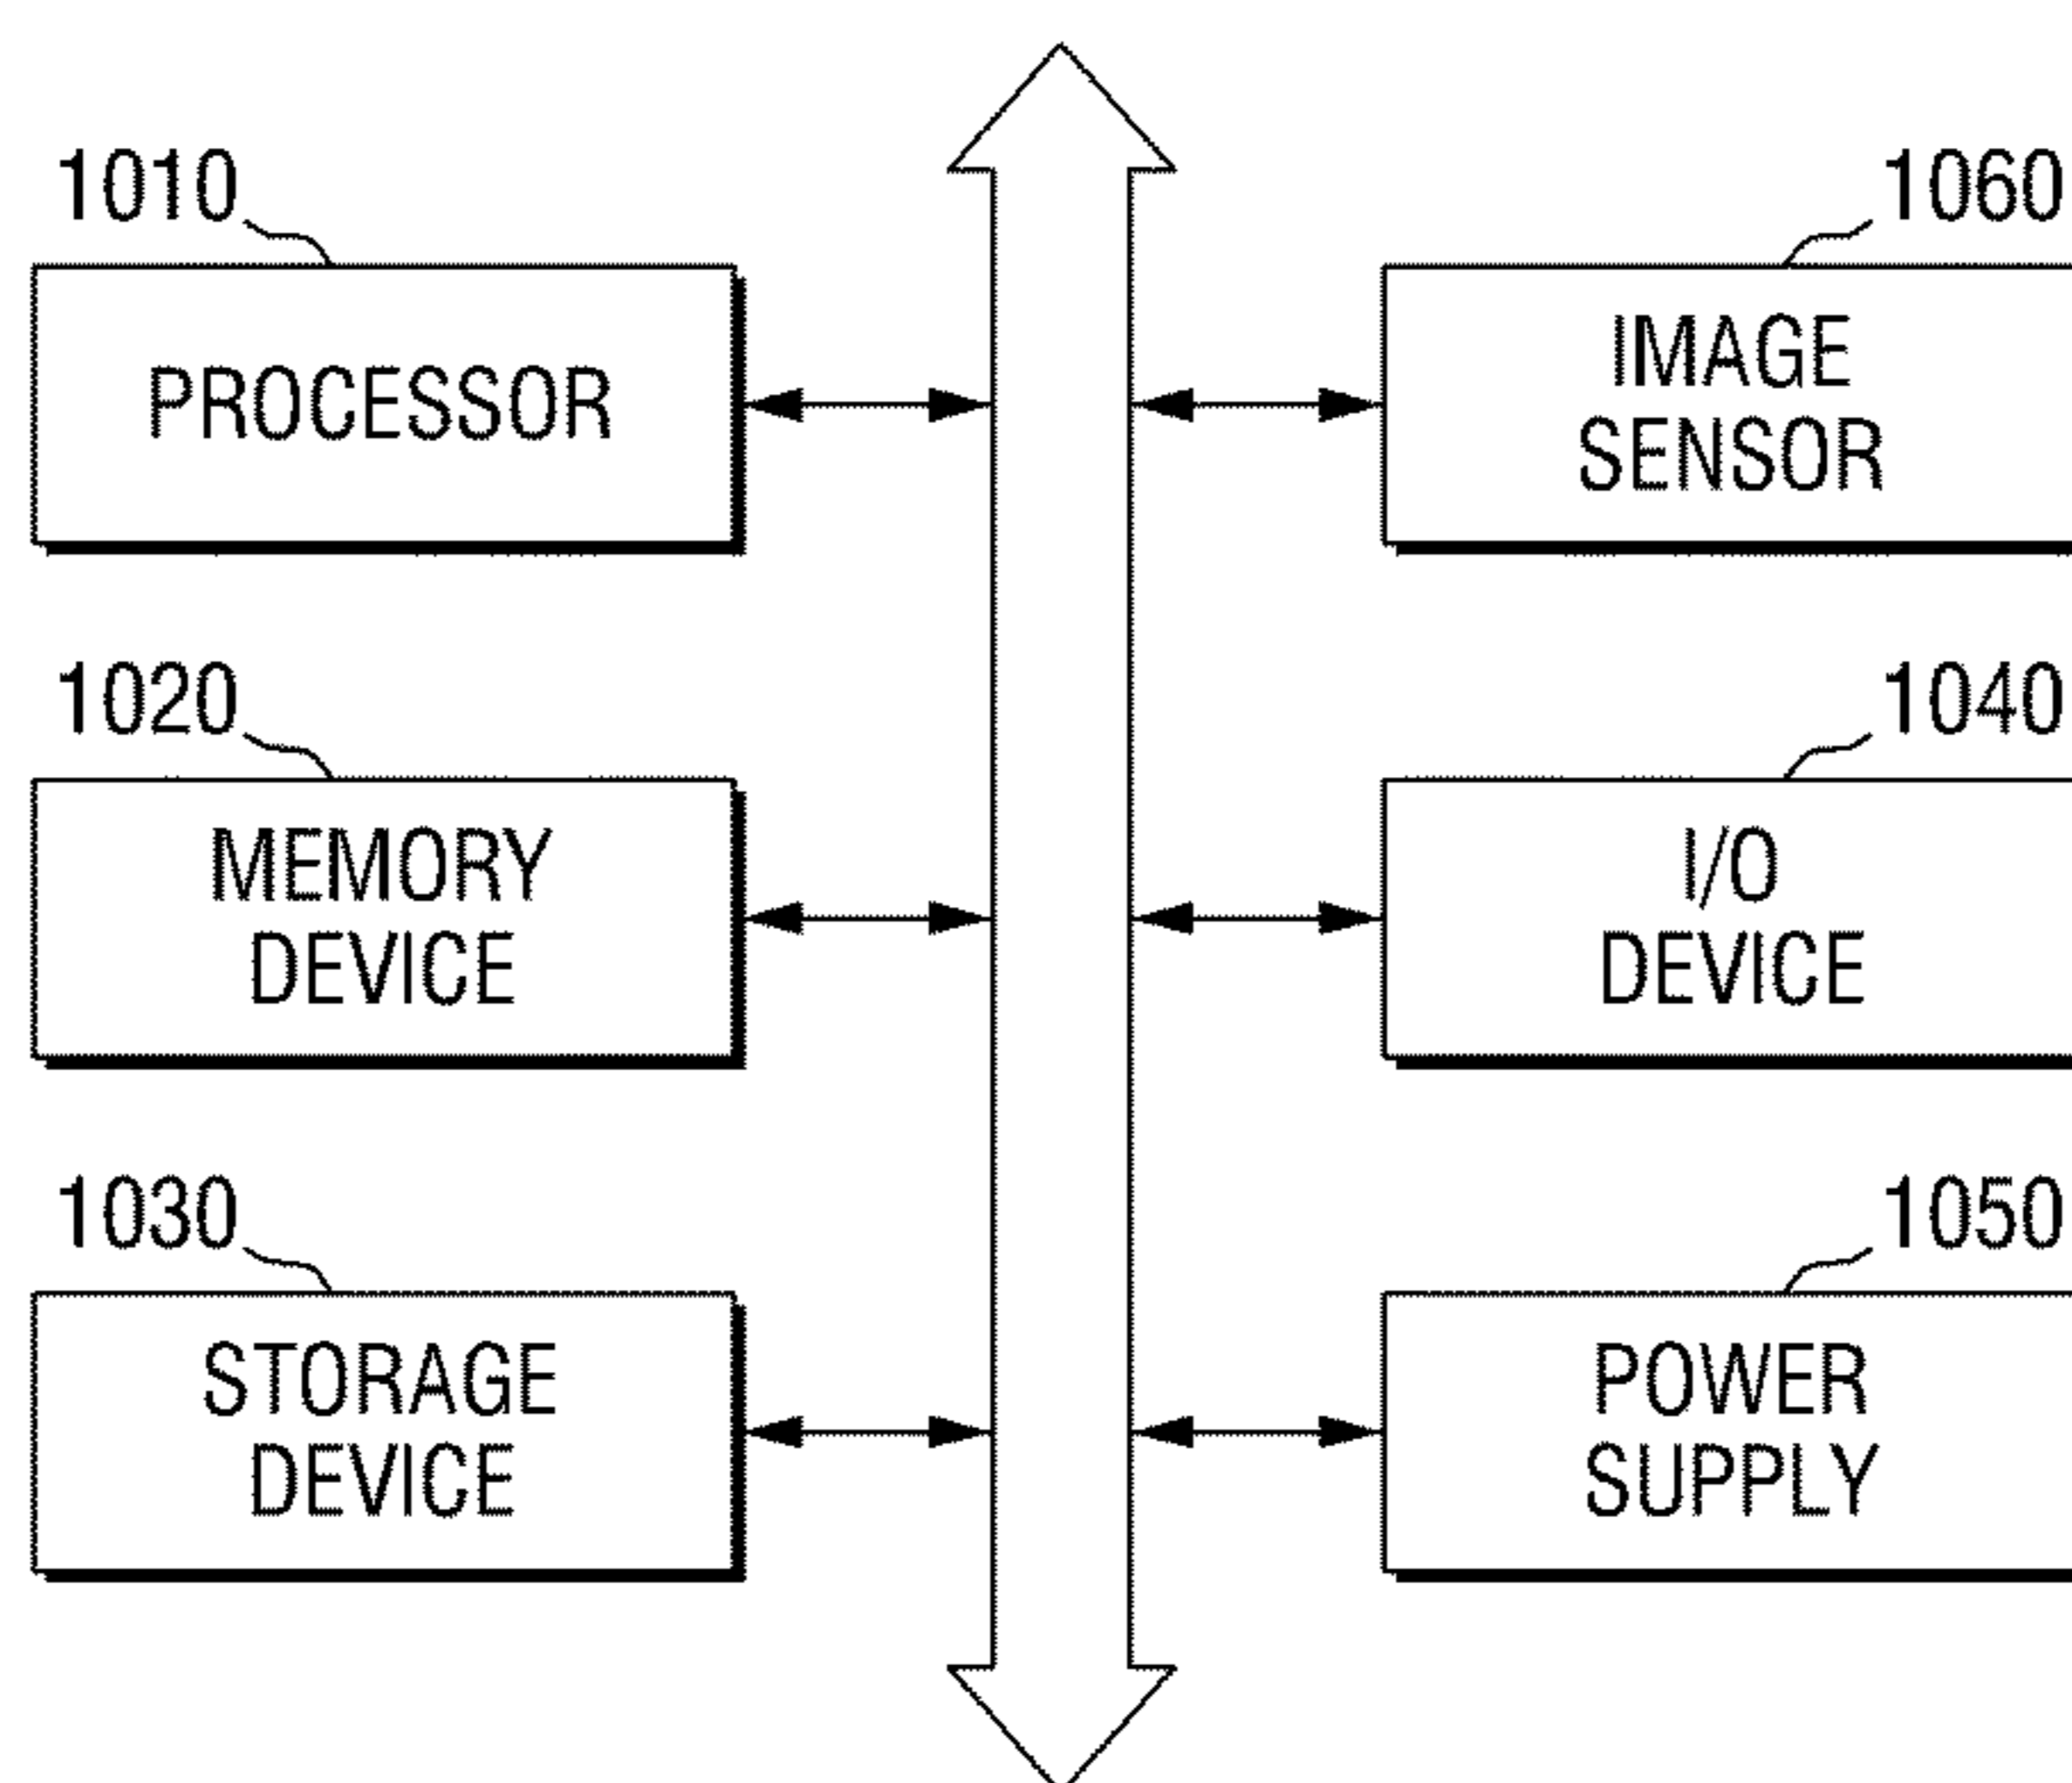 1010
PROCESSOR
1060
IMAGE
SENSOR
1020
MEMORY
DEVICE
1040
I/O
DEVICE
1030
STORAGE
DEVICE
1050
POWER
SUPPLY